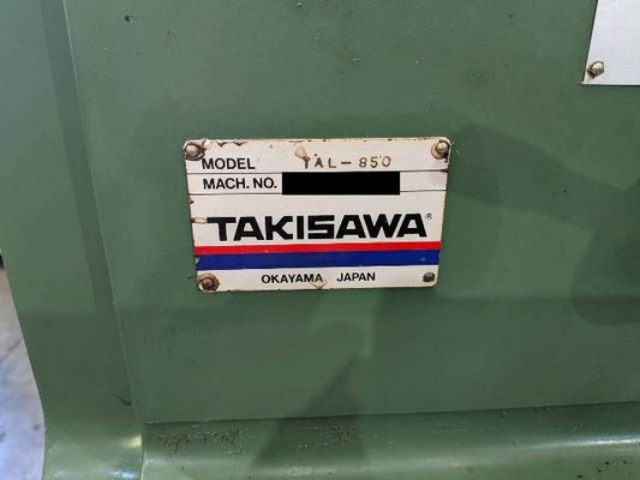 MODEL TAL-850
MACH. NO.
TAKISAWA®
OKAYAMA JAPAN